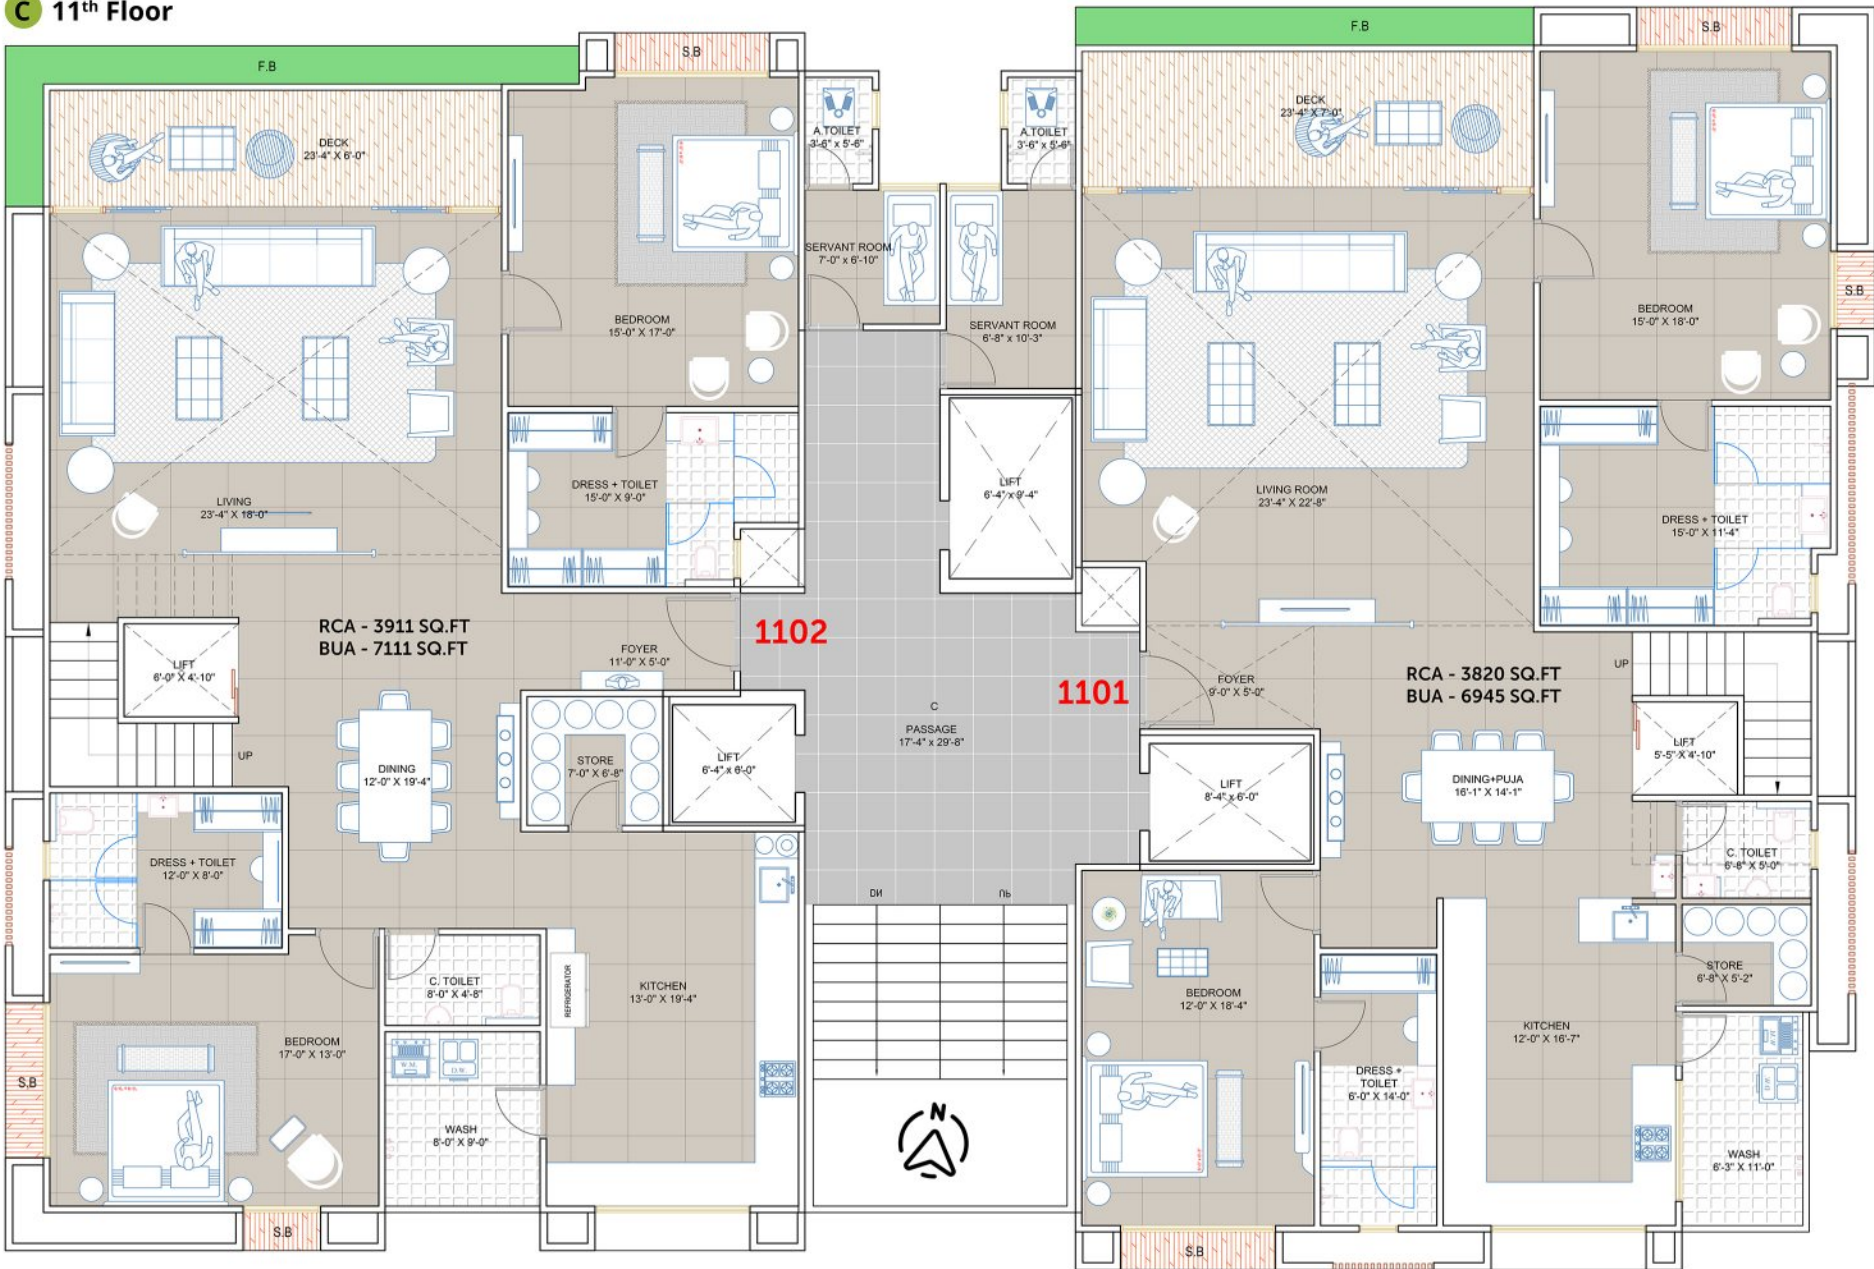 C 11th Floor
F.B
S.B
F.B
S.B
DECK
23'-4" X 6'-0"
A.TOILET
3'-6" x 5'-6"
A.TOILET
3'-6" x 5'-6"
DECK
23'-4" X 7'-0"
SERVANT ROOM
7'-0" x 6'-10"
SERVANT ROOM
6'-8" x 10'-3"
BEDROOM
15'-0" X 17'-0"
BEDROOM
15'-0" X 18'-0"
S.B
LIVING
23'-4" X 18'-0"
DRESS + TOILET
15'-0" X 9'-0"
LIFT
6'-4" x 9'-4"
LIVING ROOM
23'-4" X 22'-8"
DRESS + TOILET
15'-0" X 11'-4"
RCA - 3911 SQ.FT
BUA - 7111 SQ.FT
FOYER
11'-0" X 5'-0"
1102
LIFT
6'-0" X 4'-10"
UP
1101
FOYER
9'-0" X 5'-0"
RCA - 3820 SQ.FT
BUA - 6945 SQ.FT
UP
C
PASSAGE
17'-4" x 29'-8"
DINING
12'-0" X 19'-4"
STORE
7'-0" X 6'-8"
LIFT
6'-4" x 6'-0"
LIFT
8'-4" x 6'-0"
DINING+PUJA
16'-1" X 14'-1"
LIFT
5'-5" X 4'-10"
DRESS + TOILET
12'-0" X 8'-0"
C. TOILET
6'-8" X 5'-0"
DN
UP
C. TOILET
8'-0" X 4'-8"
REFRIGERATOR
KITCHEN
13'-0" X 19'-4"
BEDROOM
12'-0" X 18'-4"
STORE
6'-8" X 5'-2"
BEDROOM
17'-0" X 13'-0"
KITCHEN
12'-0" X 16'-7"
W.M.
D.W.
S.B
W.M.
DRESS +
TOILET
6'-0" X 14'-0"
D.W.
WASH
8'-0" X 9'-0"
N
WASH
6'-3" X 11'-0"
S.B
S.B